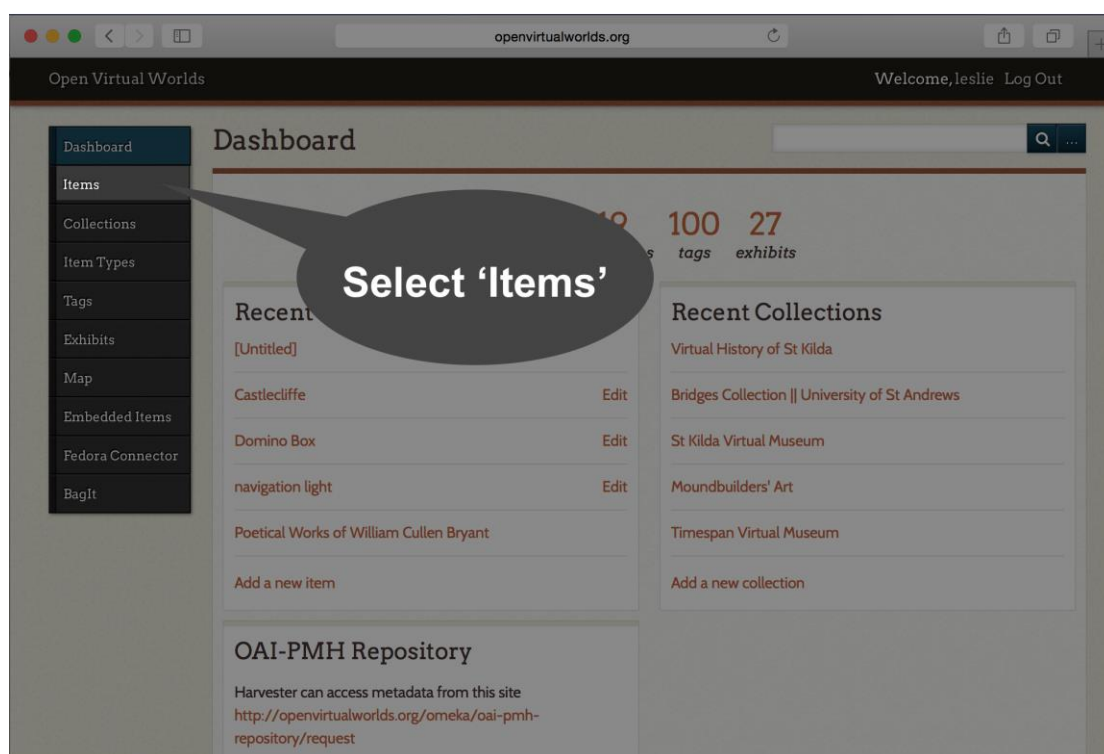 openvirtualworlds.org
Open Virtual Worlds
Welcome, leslie Log Out
Dashboard
Items
Collections
Item Types
Tags
Exhibits
Map
Embedded Items
Fedora Connector
BagIt
Dashboard
...
100 27
tags exhibits
Select ‘Items’
Recent
[Untitled]
Castlecliffe Edit
Domino Box Edit
navigation light Edit
Poetical Works of William Cullen Bryant
Add a new item
Recent Collections
Virtual History of St Kilda
Bridges Collection || University of St Andrews
St Kilda Virtual Museum
Moundbuilders' Art
Timespan Virtual Museum
Add a new collection
OAI-PMH Repository
Harvester can access metadata from this site
http://openvirtualworlds.org/omeka/oai-pmh-
repository/request